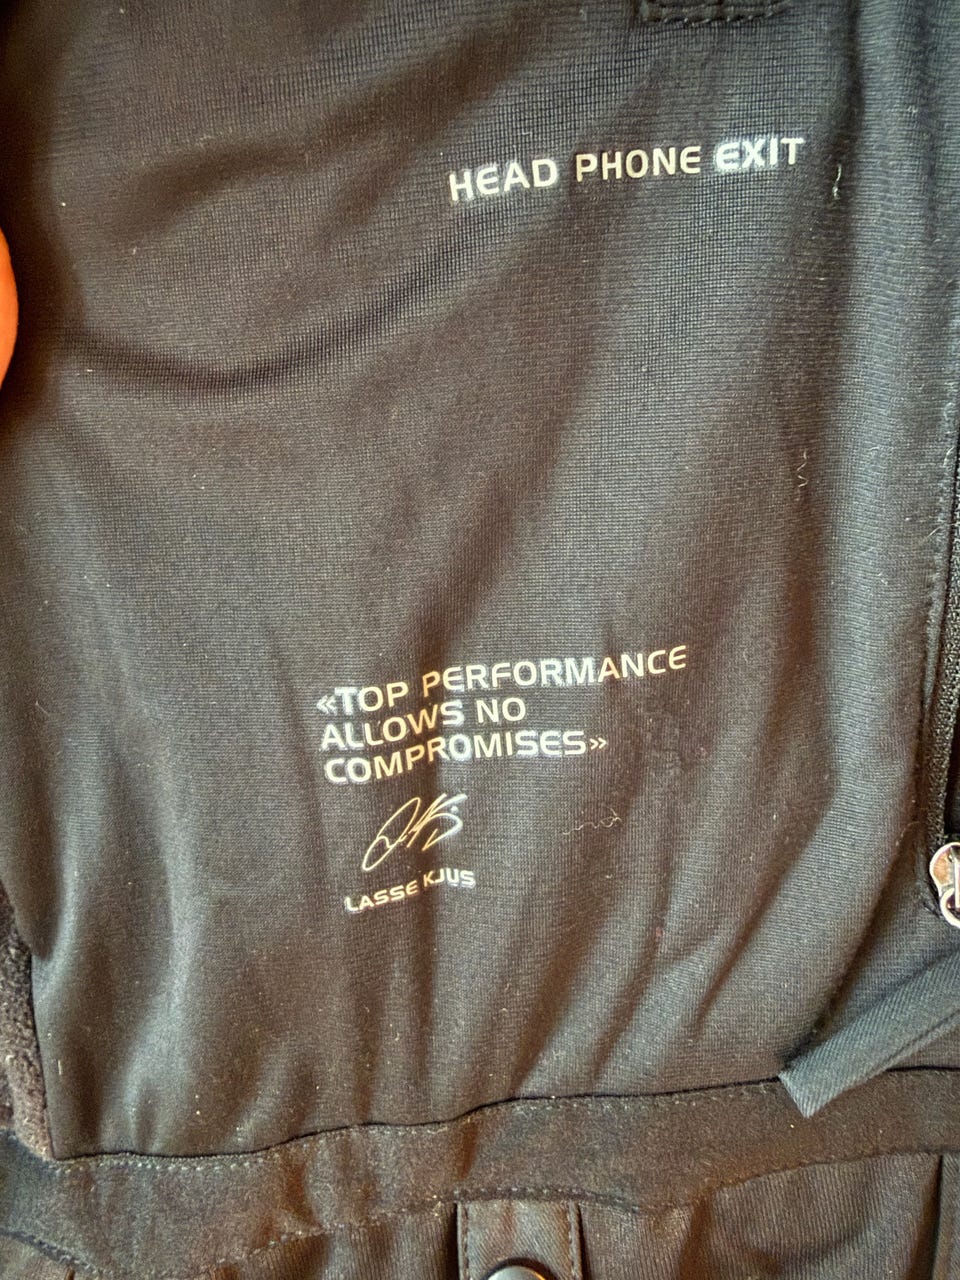 HEAD PHONE EXIT
«TOP PERFORMANCE
ALLOWS NO
COMPROMISES»
LASSE KJUS